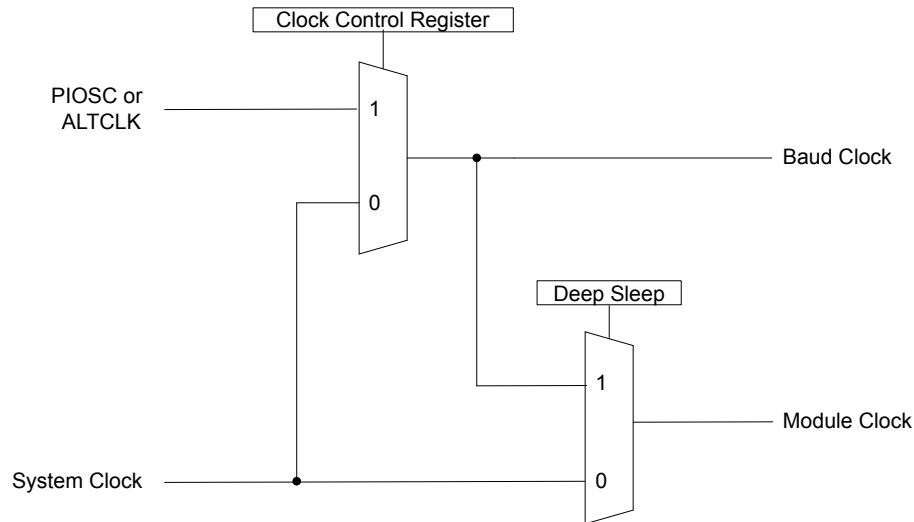 Clock Control Register
PIOSC or
ALTCLK
1
Baud Clock
0
Deep Sleep
1
Module Clock
System Clock
0